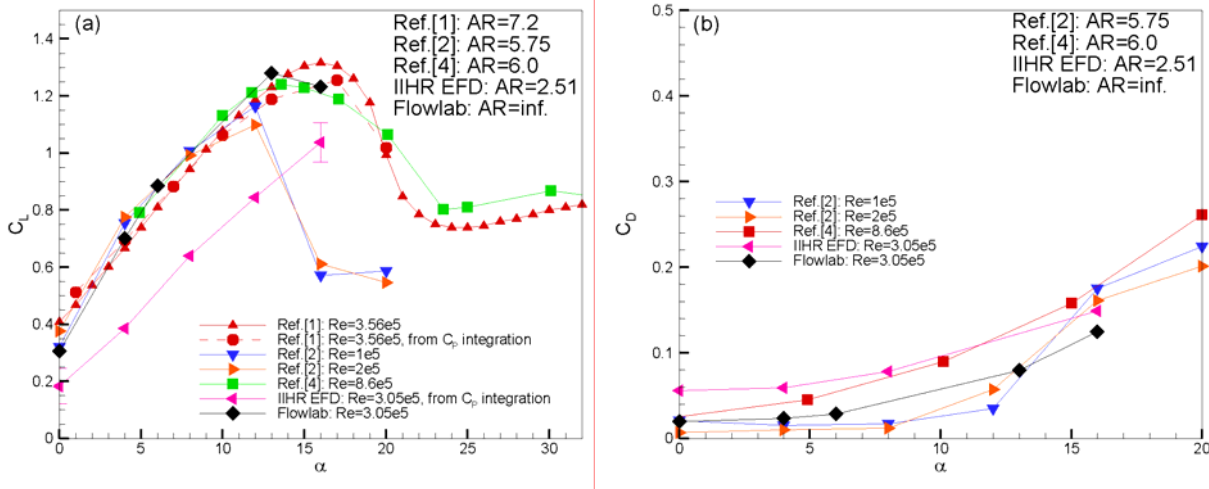 (a)
Ref.[1]: AR=7.2
Ref.[2]: AR=5.75
Ref.[4]: AR=6.0
IIHR EFD: AR=2.51
Flowlab: AR=inf.
1.4
1.2
1
0.8
0.6
0.4
0.2
0
C_L
Ref.[1]: Re=3.56e5
Ref.[1]: Re=3.56e5, from C_P integration
Ref.[2]: Re=1e5
Ref.[2]: Re=2e5
Ref.[4]: Re=8.6e5
IIHR EFD: Re=3.05e5, from C_P integration
Flowlab: Re=3.05e5
0 5 10 15 20 25 30
α
(b)
Ref.[2]: AR=5.75
Ref.[4]: AR=6.0
IIHR EFD: AR=2.51
Flowlab: AR=inf.
0.5
0.4
0.3
0.2
0.1
0
C_D
Ref.[2]: Re=1e5
Ref.[2]: Re=2e5
Ref.[4]: Re=8.6e5
IIHR EFD: Re=3.05e5
Flowlab: Re=3.05e5
0 5 10 15 20
α